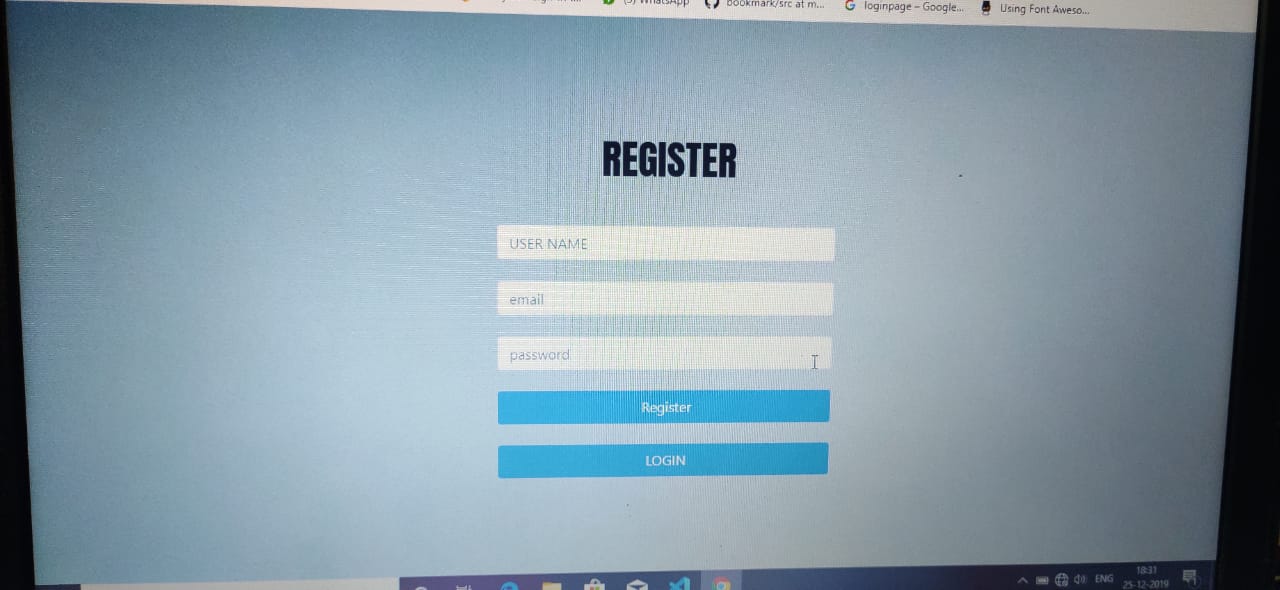 WhatsApp bookmark/src at m... loginpage – Google... Using Font Aweso...
REGISTER
USER NAME
email
password
Register
LOGIN
ENG
18:31
25-12-2019